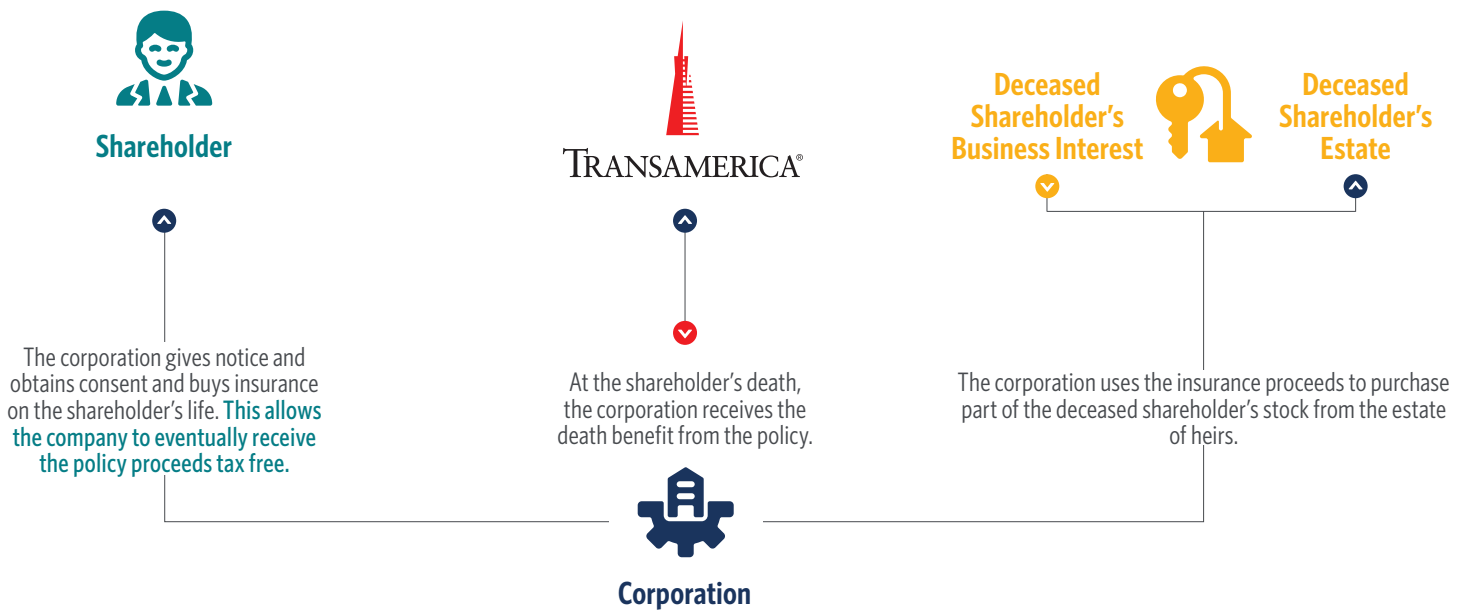 Shareholder
The corporation gives notice and
obtains consent and buys insurance
on the shareholder's life. This allows
the company to eventually receive
the policy proceeds tax free.
TRANSAMERICA®
At the shareholder's death,
the corporation receives the
death benefit from the policy.
Deceased
Shareholder's
Business Interest
Deceased
Shareholder's
Estate
The corporation uses the insurance proceeds to purchase
part of the deceased shareholder's stock from the estate
of heirs.
Corporation